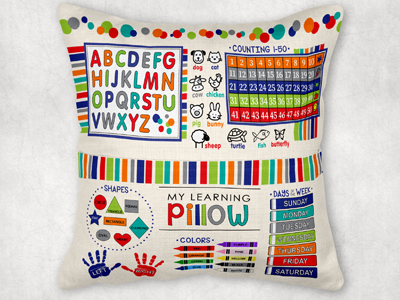 ABCDEFG
HIJKLMN
OPQRSTU
VWXYZ
dog cat
cow chicken
pig bunny
sheep turtle fish butterfly
COUNTING 1-50
1 2 3 4 5 6 7 8 9 10
11 12 13 14 15 16 17 18 19 20
21 22 23 24 25 26 27 28 29 30
31 32 33 34 35 36 37 38 39 40
41 42 43 44 45 46 47 48 49
SHAPES
MY LEARNING
Pillow
COLORS
LEFT RIGHT
DAYS OF THE WEEK
SUNDAY
MONDAY
TUESDAY
WEDNESDAY
THURSDAY
FRIDAY
SATURDAY